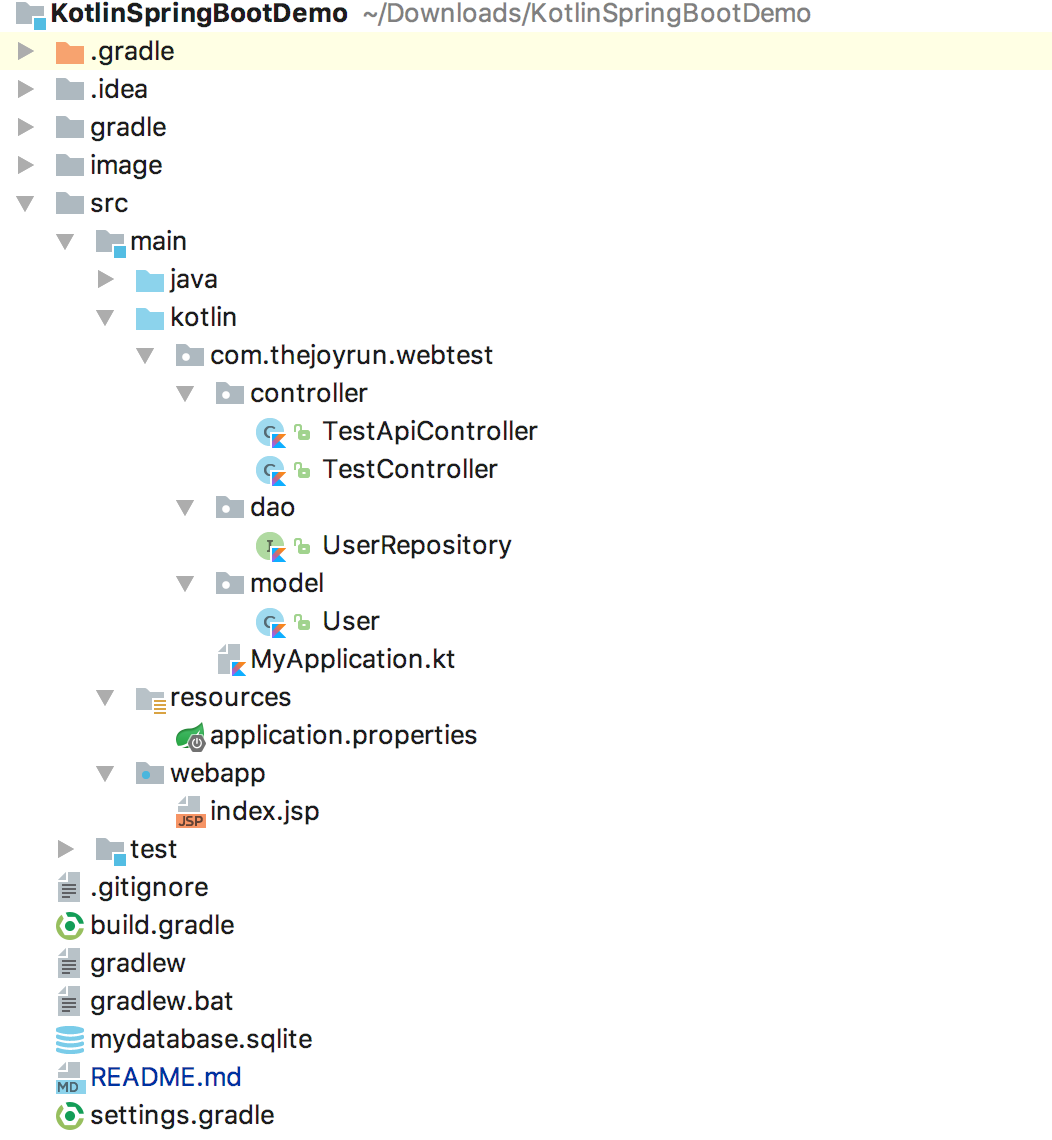 KotlinSpringBootDemo ~/Downloads/KotlinSpringBootDemo
.gradle
.idea
gradle
image
src
main
java
kotlin
com.thejoyrun.webtest
controller
C TestApiController
C TestController
dao
I UserRepository
model
C User
MyApplication.kt
resources
application.properties
webapp
JSP index.jsp
test
.gitignore
build.gradle
gradlew
gradlew.bat
mydatabase.sqlite
MD README.md
settings.gradle